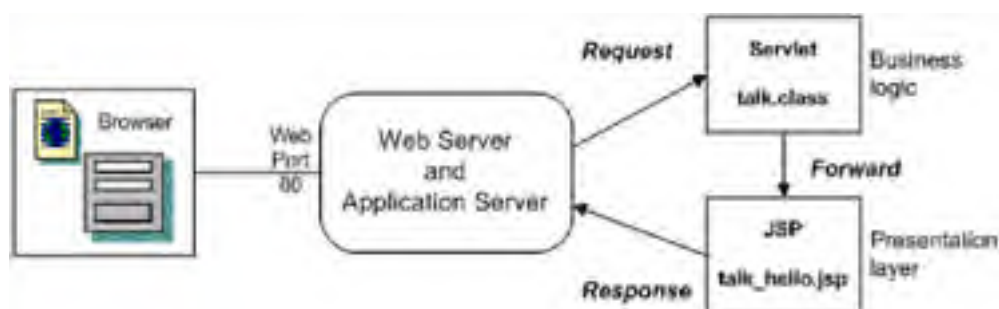 Browser
Web
Port
80
Web Server
and
Application Server
Request
Servlet
talk.class
Business
logic
Forward
JSP
talk_hello.jsp
Presentation
layer
Response